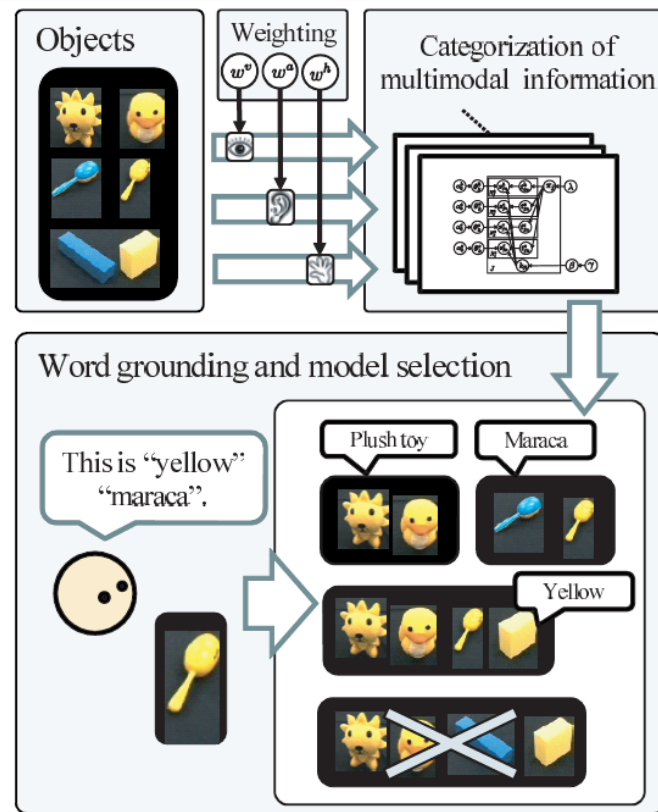 Objects
Weighting
w^v w^a w^h
Categorization of
multimodal information
λ
J
β γ
Word grounding and model selection
This is “yellow”
“maraca”.
Plush toy
Maraca
Yellow